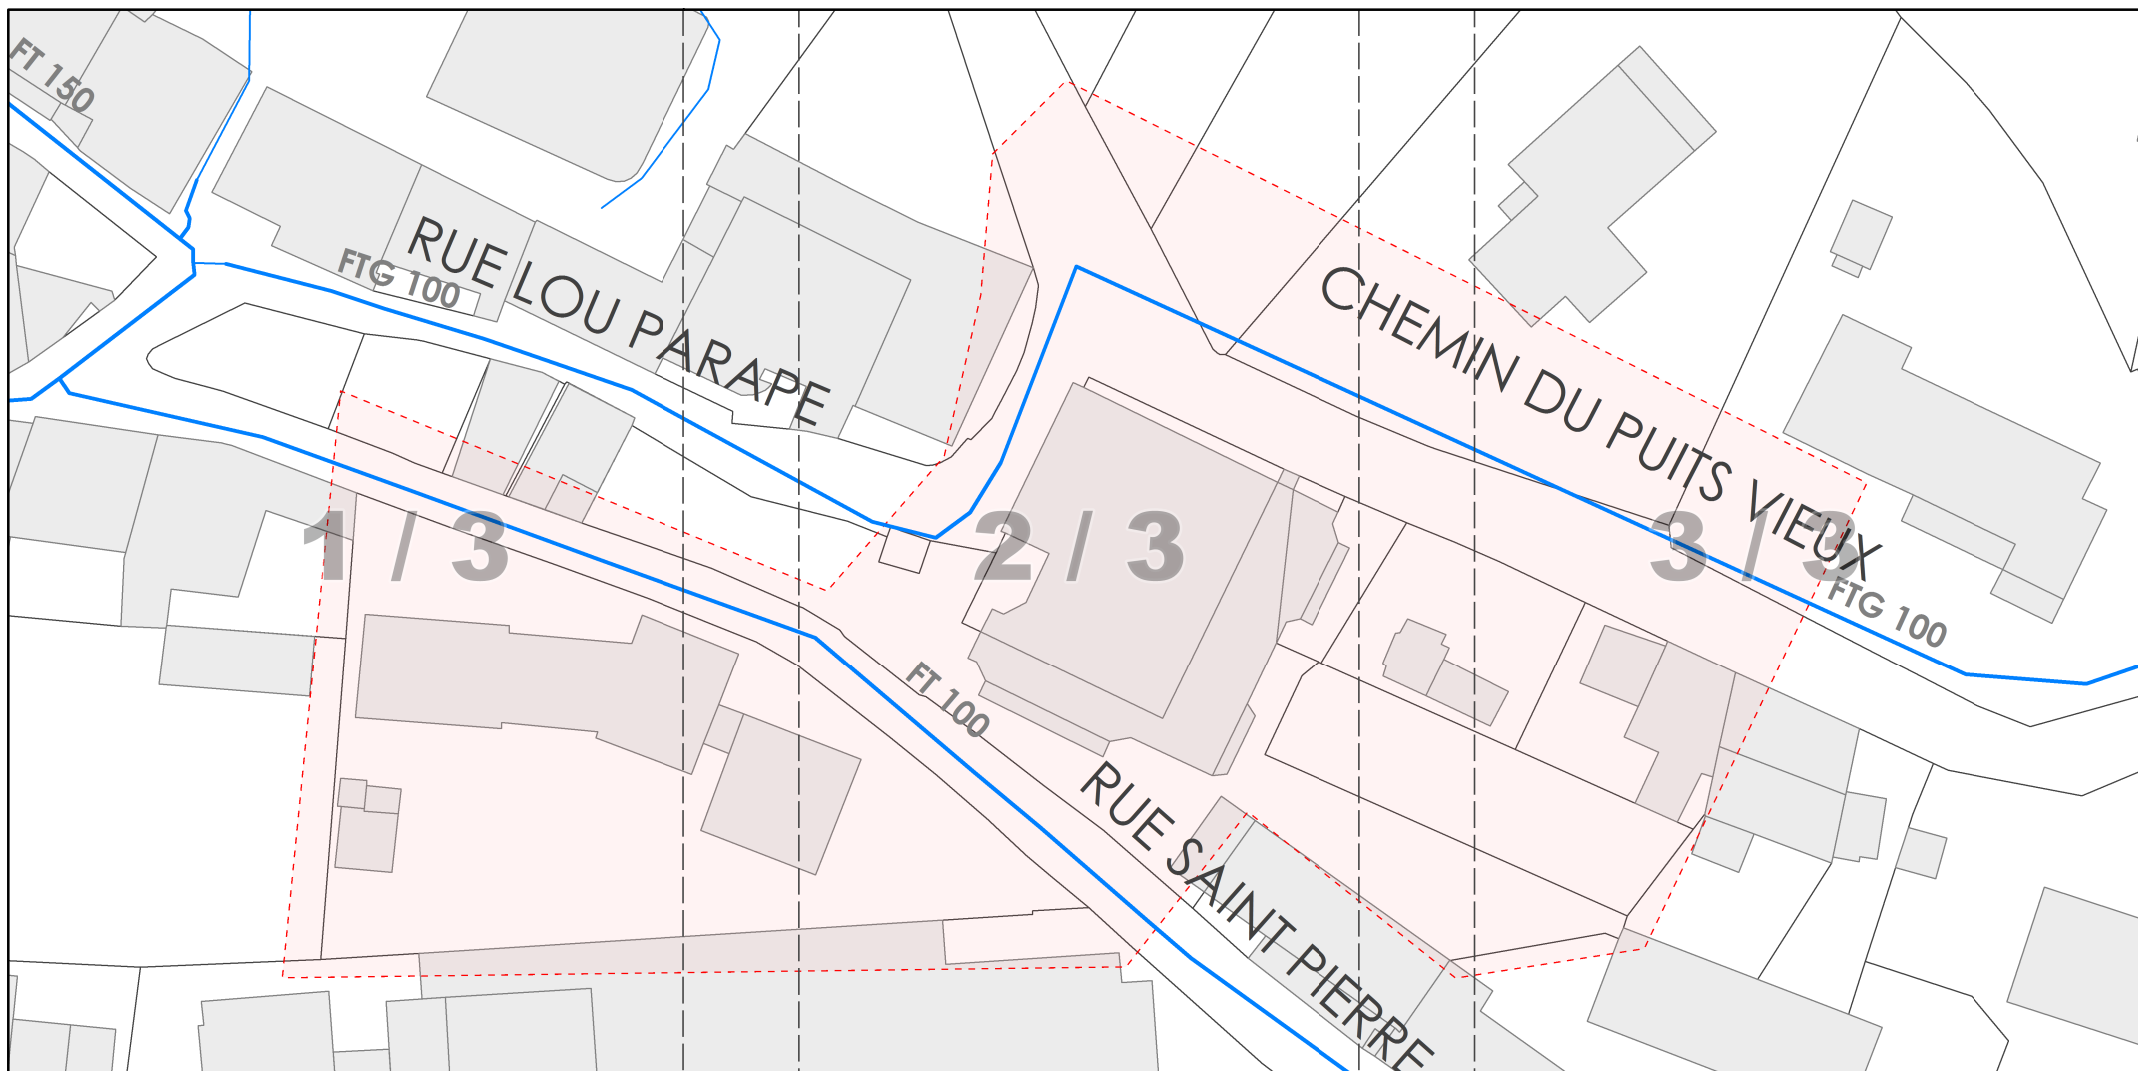 FT 150
RUE LOU PARAPE
FTG 100
CHEMIN DU PUITS VIEUX
1 / 3
2 / 3
3 / 3
FTG 100
FT 100
RUE SAINT PIERRE